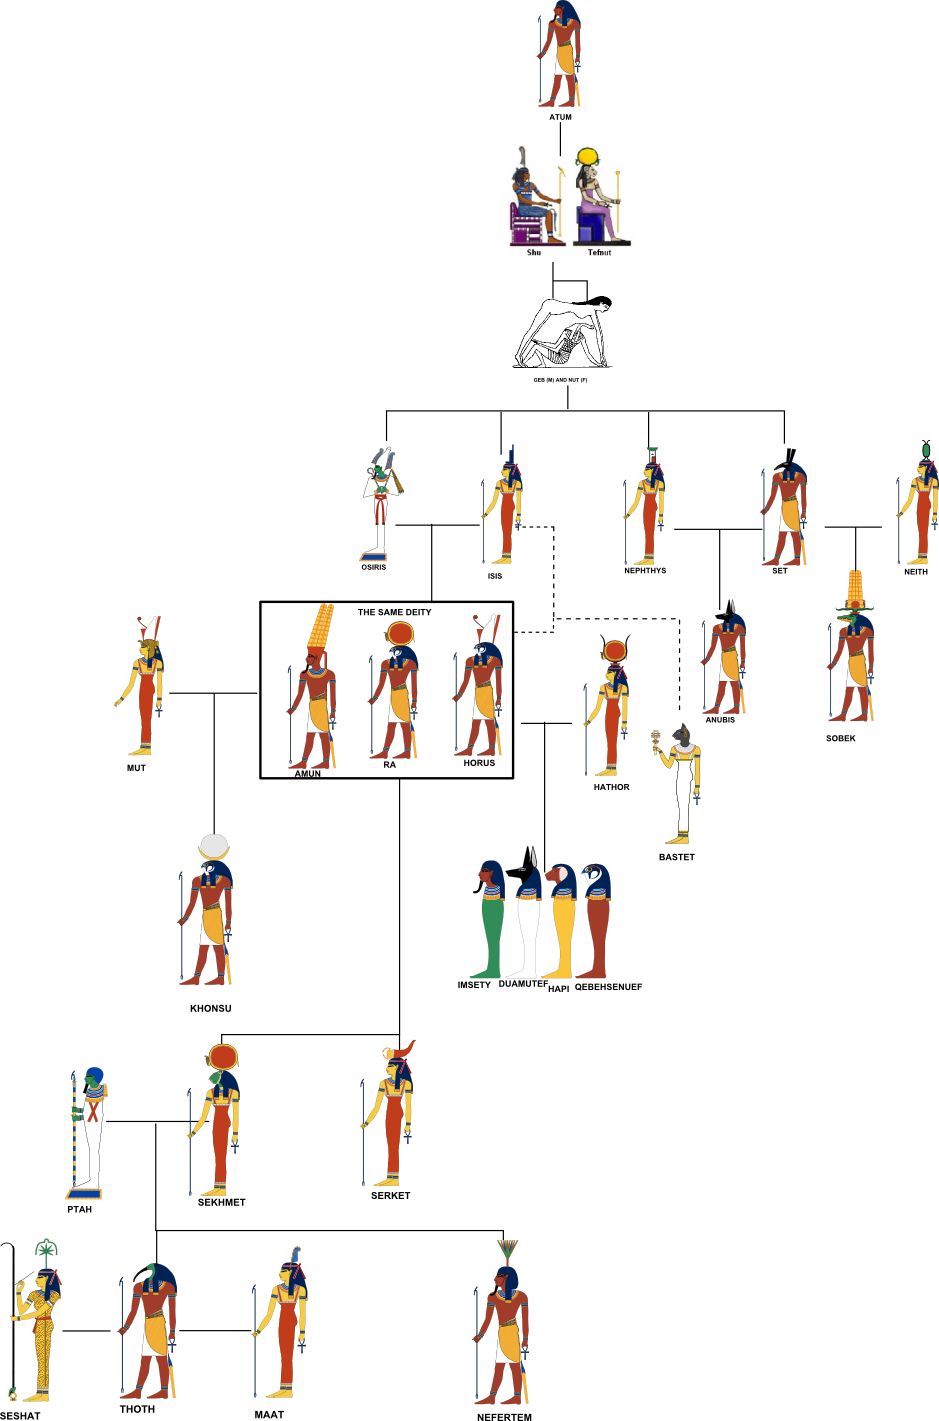 ATUM
Shu
Tefnut
GEB (M) AND NUT (F)
OSIRIS
ISIS
NEPHTHYS
SET
NEITH
THE SAME DEITY
MUT
AMUN
RA
HORUS
HATHOR
ANUBIS
SOBEK
BASTET
KHONSU
IMSETY
DUAMUTEF
HAPI
QEBEHSENUEF
PTAH
SEKHMET
SERKET
SESHAT
THOTH
MAAT
NEFERTEM